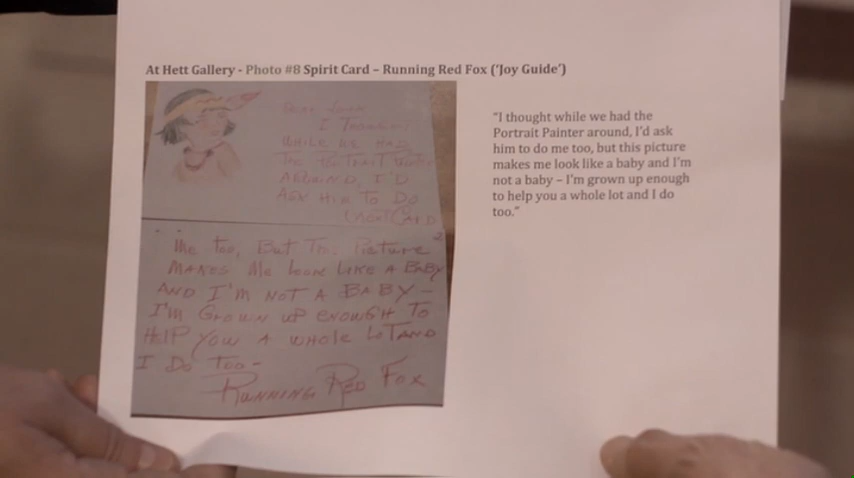 At Hett Gallery - Photo #8 Spirit Card – Running Red Fox (‘Joy Guide’)
I Thought
WHILE WE HAD
The Portrait Painter
AROUND, I'D
ASK HIM TO DO
(NEXT CARD
2
Me too, But This Picture
MAKES Me Look LIKE A BABY
AND I'M NOT A BABY –
I'M GROWN UP ENOUGH TO
HELP YOU A WHOLE LOT AND
I DO TOO –
RUNNING RED FOX
“I thought while we had the
Portrait Painter around, I’d ask
him to do me too, but this picture
makes me look like a baby and I’m
not a baby – I’m grown up enough
to help you a whole lot and I do
too.”